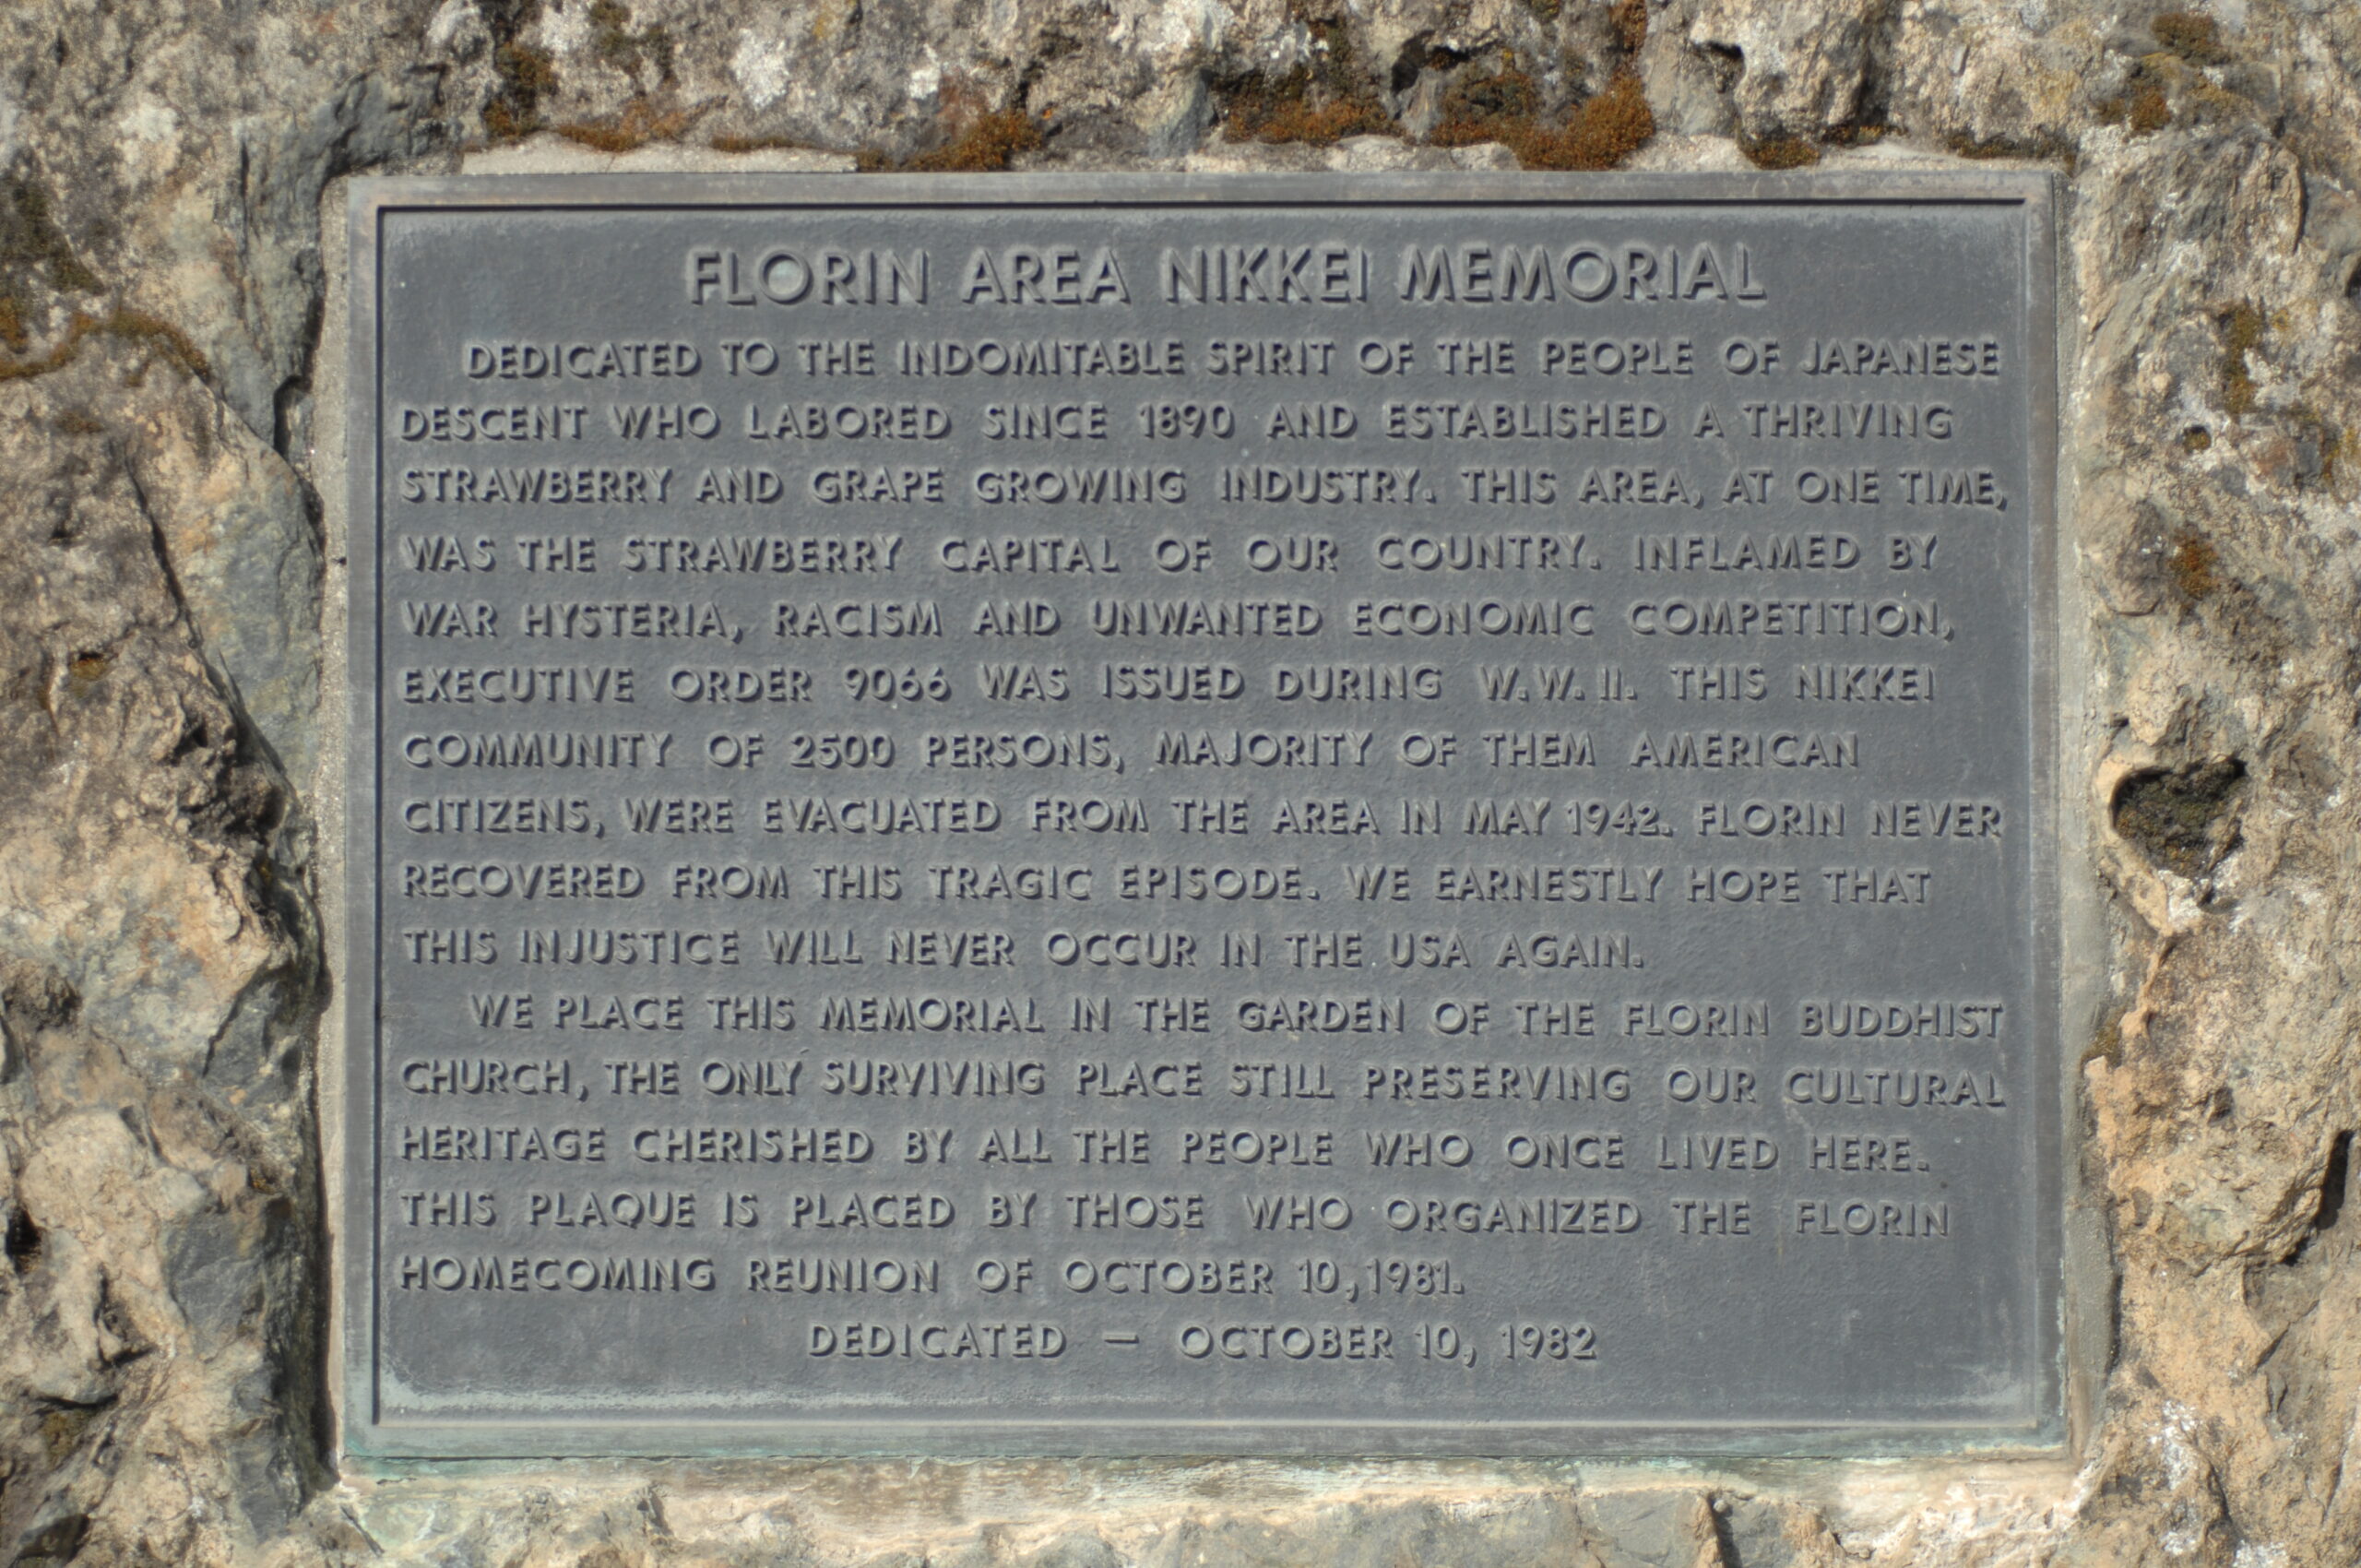 FLORIN AREA NIKKEI MEMORIAL
DEDICATED TO THE INDOMITABLE SPIRIT OF THE PEOPLE OF JAPANESE
DESCENT WHO LABORED SINCE 1890 AND ESTABLISHED A THRIVING
STRAWBERRY AND GRAPE GROWING INDUSTRY. THIS AREA, AT ONE TIME,
WAS THE STRAWBERRY CAPITAL OF OUR COUNTRY. INFLAMED BY
WAR HYSTERIA, RACISM AND UNWANTED ECONOMIC COMPETITION,
EXECUTIVE ORDER 9066 WAS ISSUED DURING W.W. II. THIS NIKKEI
COMMUNITY OF 2500 PERSONS, MAJORITY OF THEM AMERICAN
CITIZENS, WERE EVACUATED FROM THE AREA IN MAY 1942. FLORIN NEVER
RECOVERED FROM THIS TRAGIC EPISODE. WE EARNESTLY HOPE THAT
THIS INJUSTICE WILL NEVER OCCUR IN THE USA AGAIN.
WE PLACE THIS MEMORIAL IN THE GARDEN OF THE FLORIN BUDDHIST
CHURCH, THE ONLY SURVIVING PLACE STILL PRESERVING OUR CULTURAL
HERITAGE CHERISHED BY ALL THE PEOPLE WHO ONCE LIVED HERE.
THIS PLAQUE IS PLACED BY THOSE WHO ORGANIZED THE FLORIN
HOMECOMING REUNION OF OCTOBER 10, 1981.
DEDICATED — OCTOBER 10, 1982